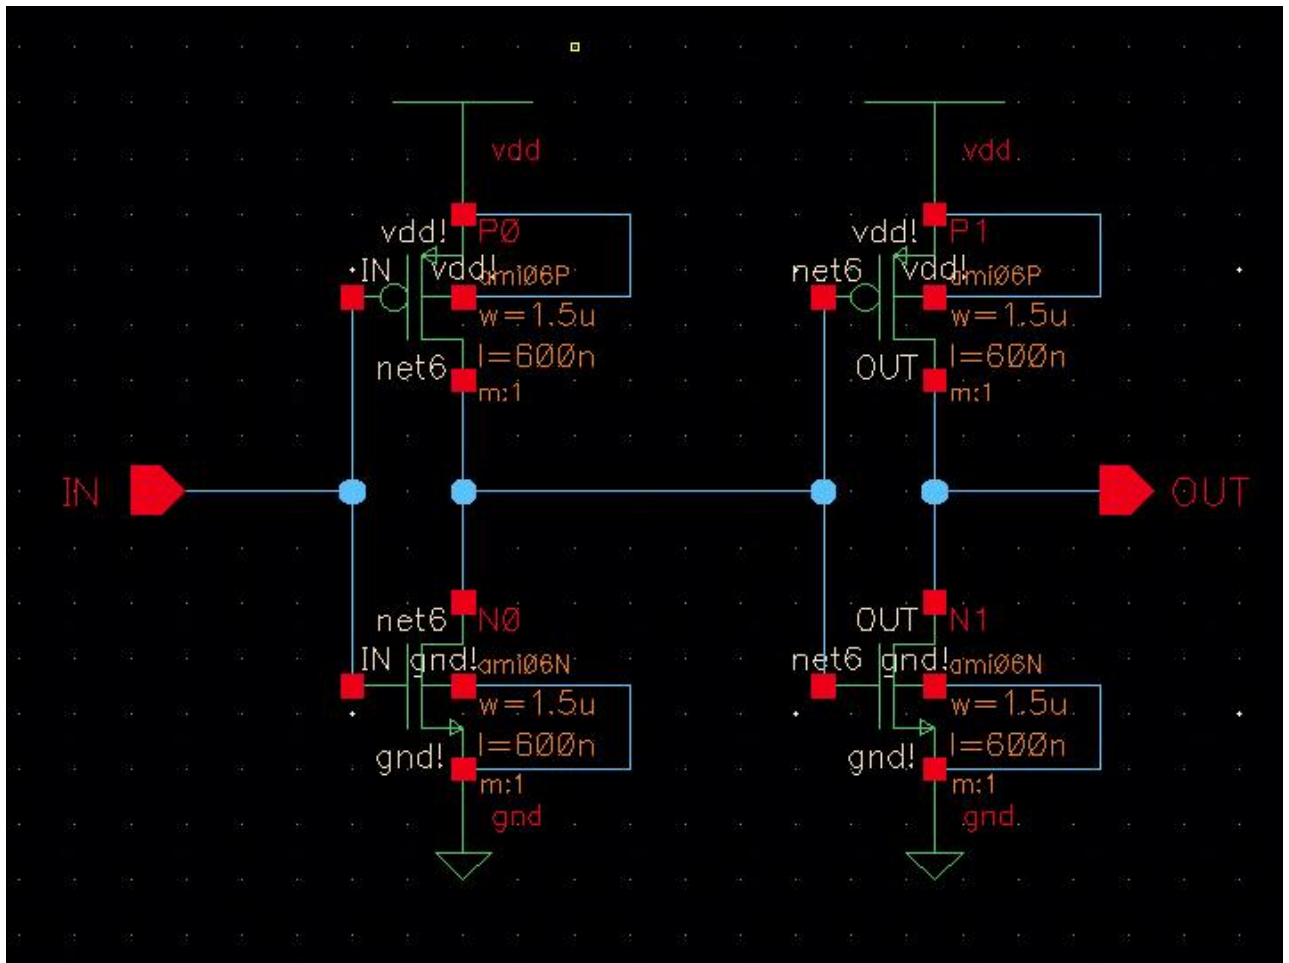 vdd
vdd
vdd!
P0
vdd!
P1
IN
vdd!
ami06P
net6
vdd!
ami06P
w=1.5u
w=1.5u
l=600n
l=600n
net6
OUT
m:1
m:1
IN
OUT
net6
N0
OUT
N1
IN
gnd!
ami06N
net6
gnd!
ami06N
w=1.5u
w=1.5u
l=600n
l=600n
gnd!
gnd!
m:1
m:1
gnd
gnd